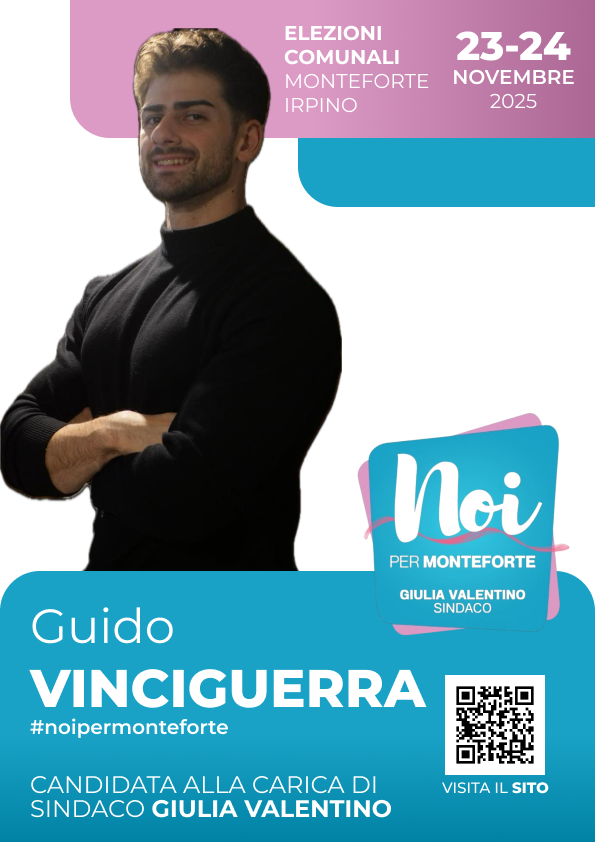 ELEZIONI
COMUNALI
MONTEFORTE
IRPINO
23-24
NOVEMBRE
2025
Noi
PER MONTEFORTE
GIULIA VALENTINO
SINDACO
Guido
VINCIGUERRA
#noipermonteforte
CANDIDATA ALLA CARICA DI
SINDACO GIULIA VALENTINO
VISITA IL SITO